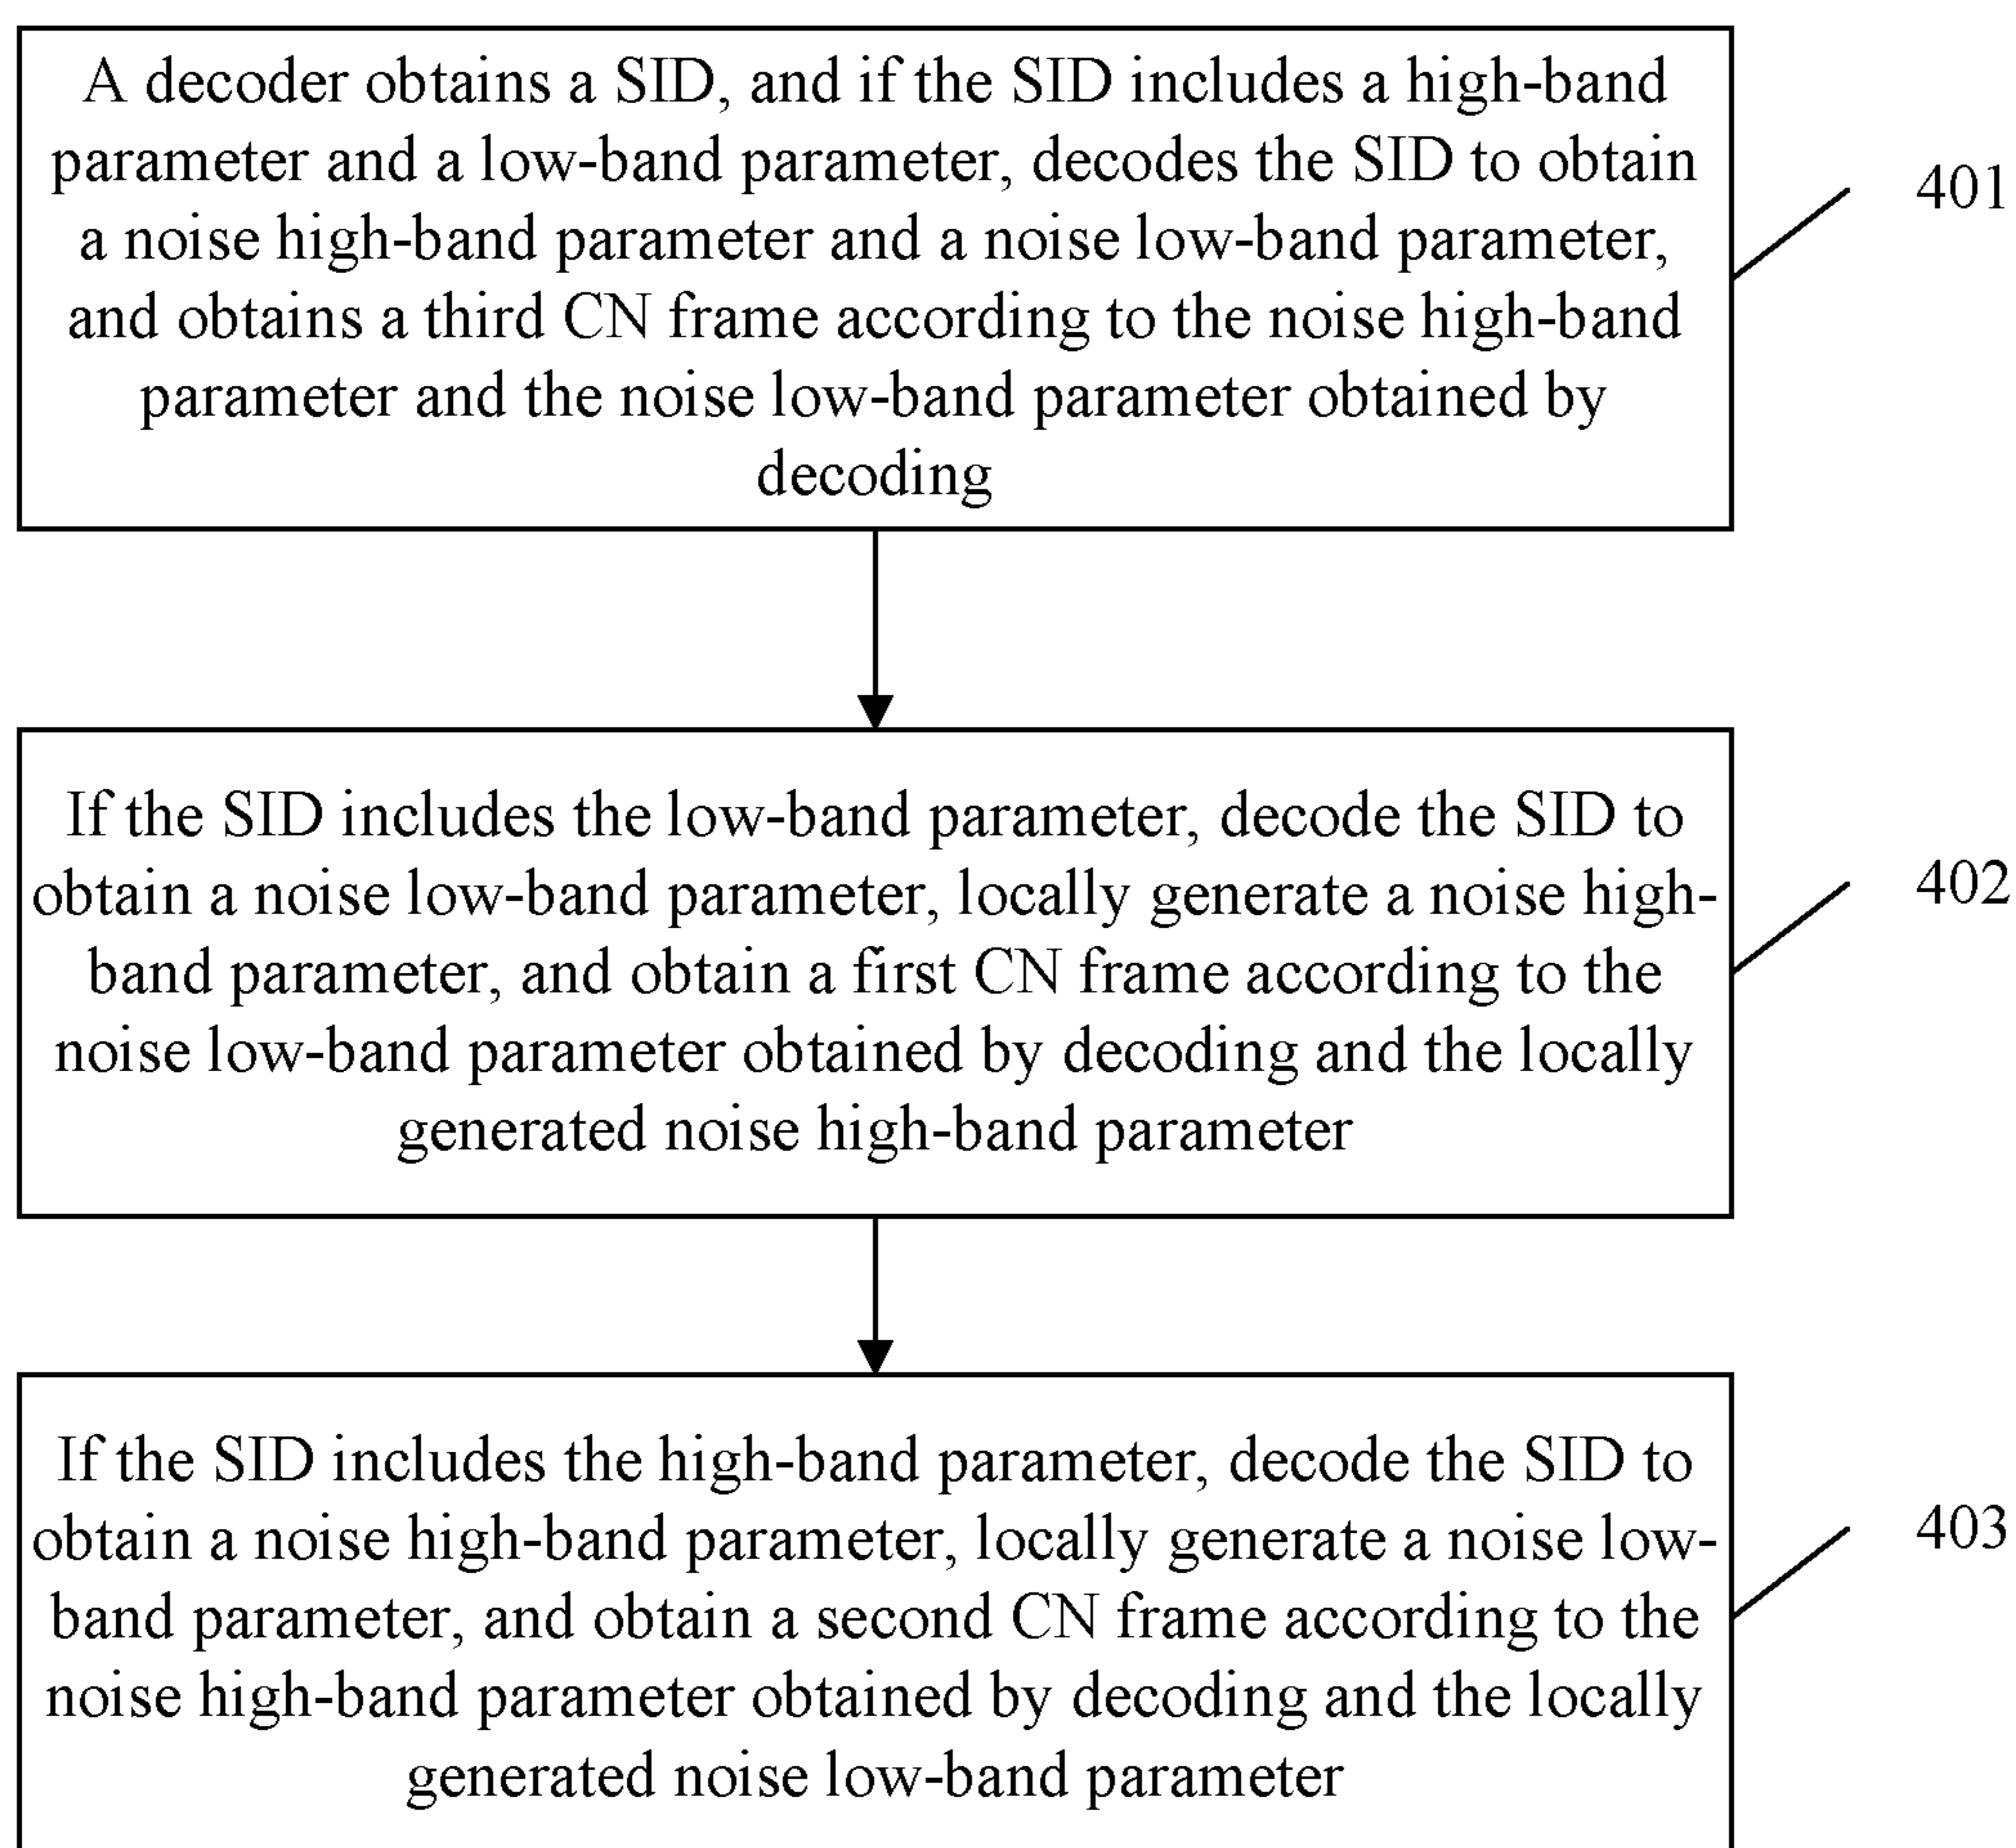 A decoder obtains a SID, and if the SID includes a high-band
parameter and a low-band parameter, decodes the SID to obtain
a noise high-band parameter and a noise low-band parameter,
and obtains a third CN frame according to the noise high-band
parameter and the noise low-band parameter obtained by
decoding
401
If the SID includes the low-band parameter, decode the SID to
obtain a noise low-band parameter, locally generate a noise high-
band parameter, and obtain a first CN frame according to the
noise low-band parameter obtained by decoding and the locally
generated noise high-band parameter
402
If the SID includes the high-band parameter, decode the SID to
obtain a noise high-band parameter, locally generate a noise low-
band parameter, and obtain a second CN frame according to the
noise high-band parameter obtained by decoding and the locally
generated noise low-band parameter
403